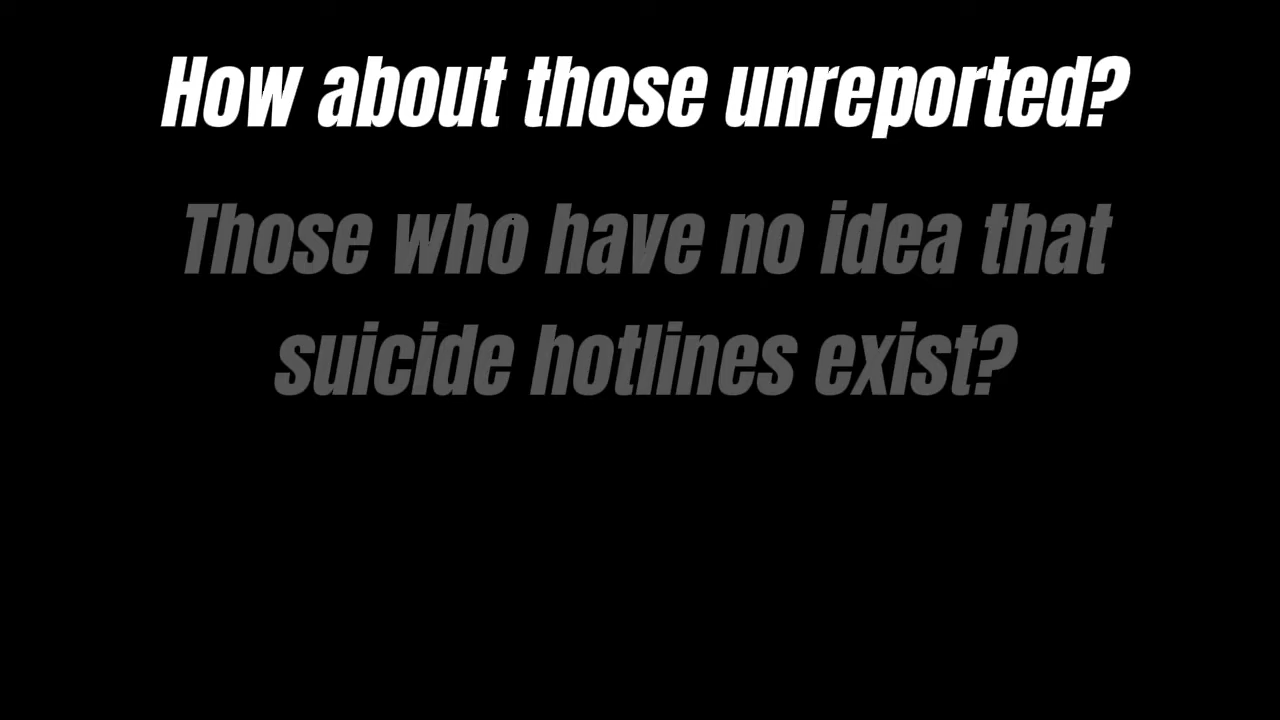 How about those unreported?
Those who have no idea that
suicide hotlines exist?